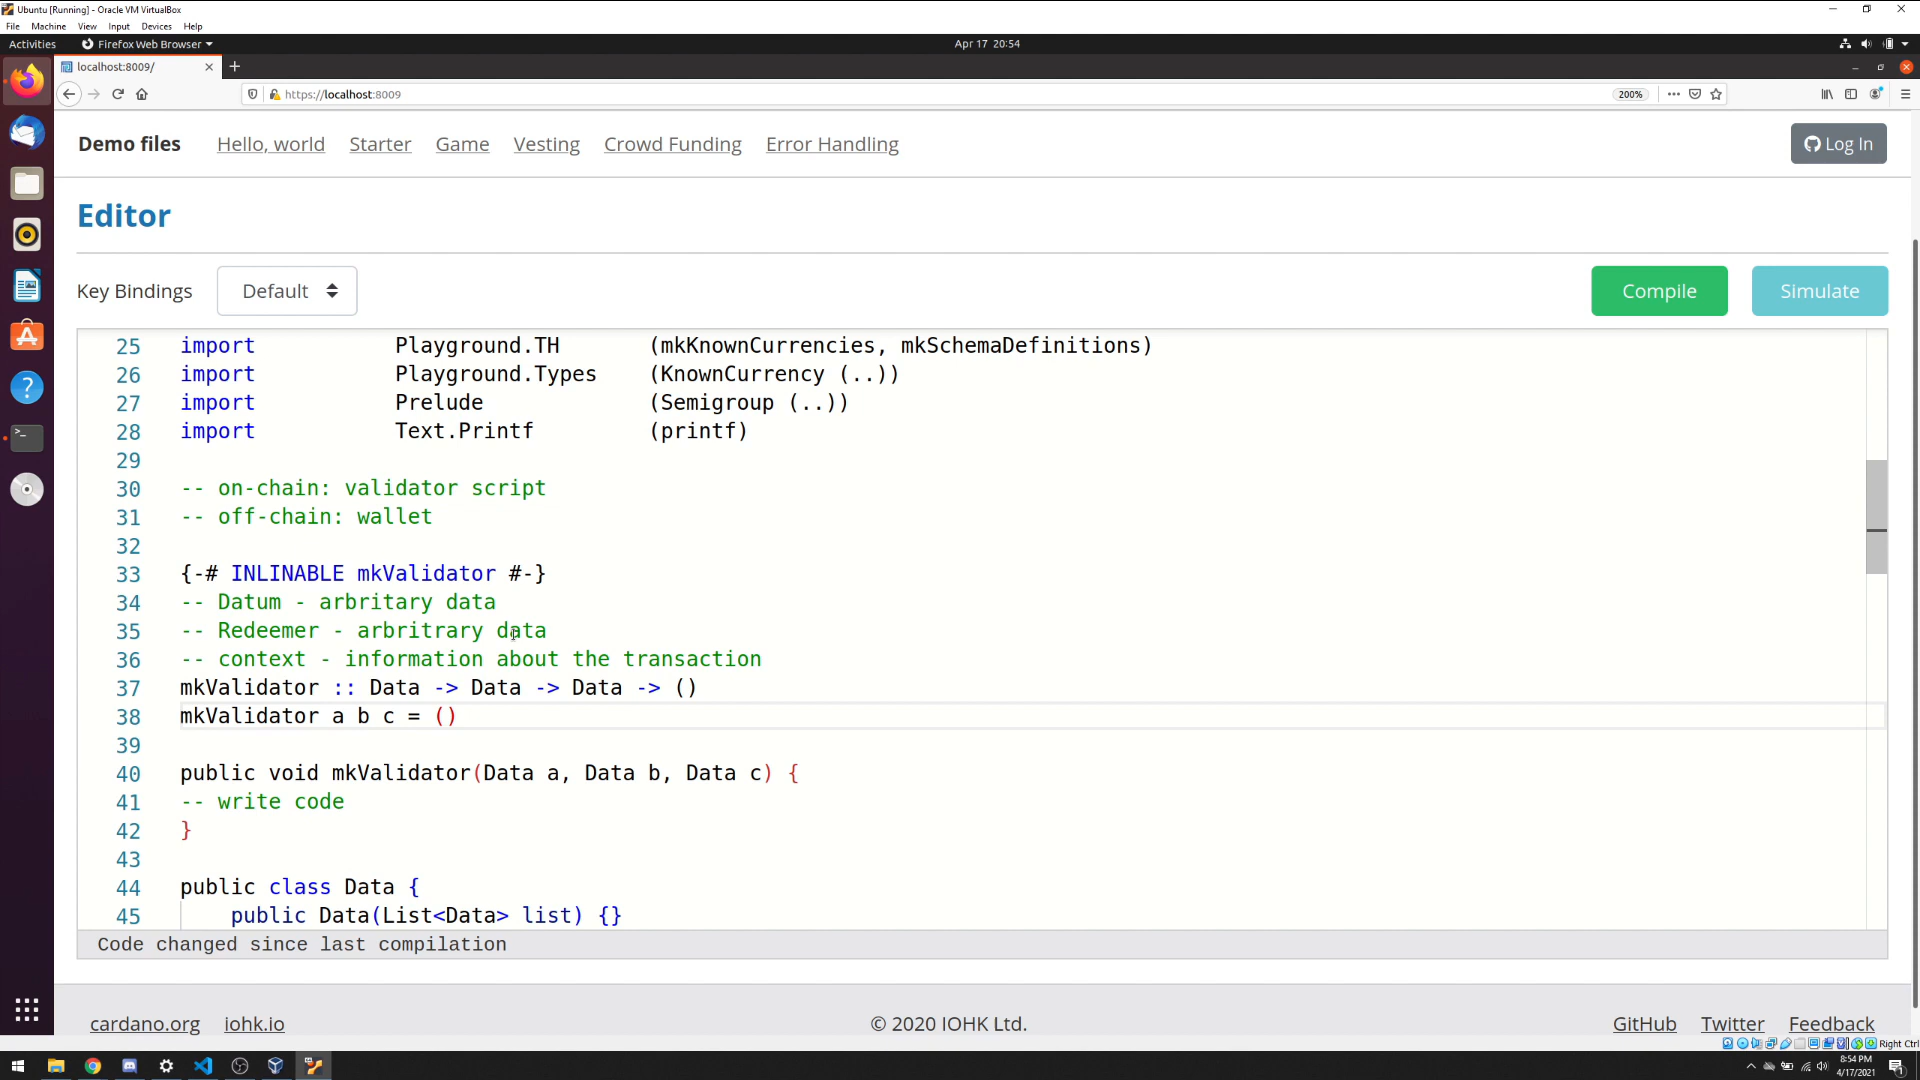 Ubuntu [Running] - Oracle VM VirtualBox
File Machine View Input Devices Help
Activities Firefox Web Browser Apr 17 20:54
localhost:8009/
https://localhost:8009 200%
Demo files Hello, world Starter Game Vesting Crowd Funding Error Handling Log In
Editor
Key Bindings Default Compile Simulate
25 import Playground.TH (mkKnownCurrencies, mkSchemaDefinitions)
26 import Playground.Types (KnownCurrency (..))
27 import Prelude (Semigroup (..))
28 import Text.Printf (printf)
29
30 -- on-chain: validator script
31 -- off-chain: wallet
32
33 {-# INLINABLE mkValidator #-}
34 -- Datum - arbritary data
35 -- Redeemer - arbritrary data
36 -- context - information about the transaction
37 mkValidator :: Data -> Data -> Data -> ()
38 mkValidator a b c = ()
39
40 public void mkValidator(Data a, Data b, Data c) {
41 -- write code
42 }
43
44 public class Data {
45 public Data(List<Data> list) {}
Code changed since last compilation
cardano.org iohk.io © 2020 IOHK Ltd. GitHub Twitter Feedback
Right Ctrl
8:54 PM
4/17/2021